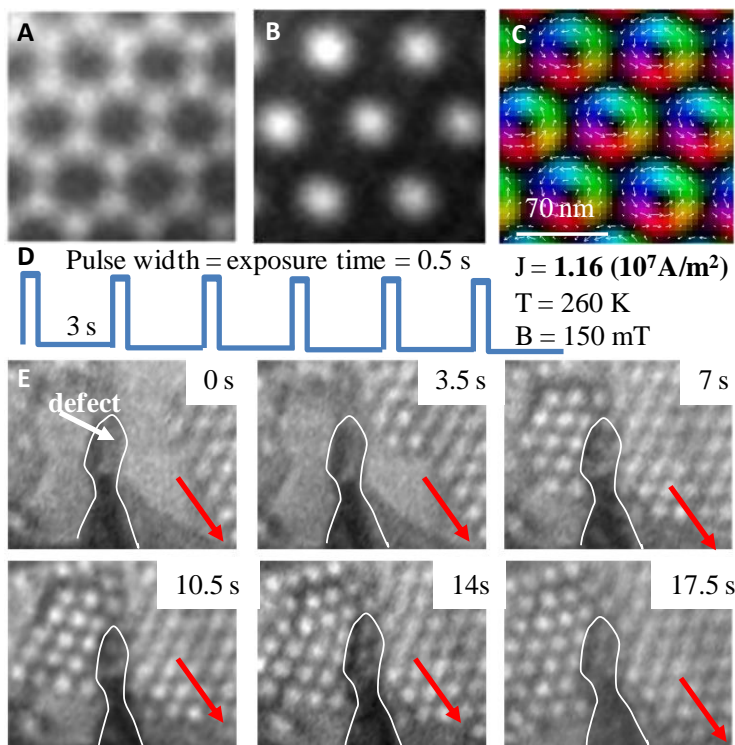 A
B
C
70 nm
D
Pulse width = exposure time = 0.5 s
3 s
J = 1.16 (10⁷A/m²)
T = 260 K
B = 150 mT
E
defect
0 s
3.5 s
7 s
10.5 s
14s
17.5 s